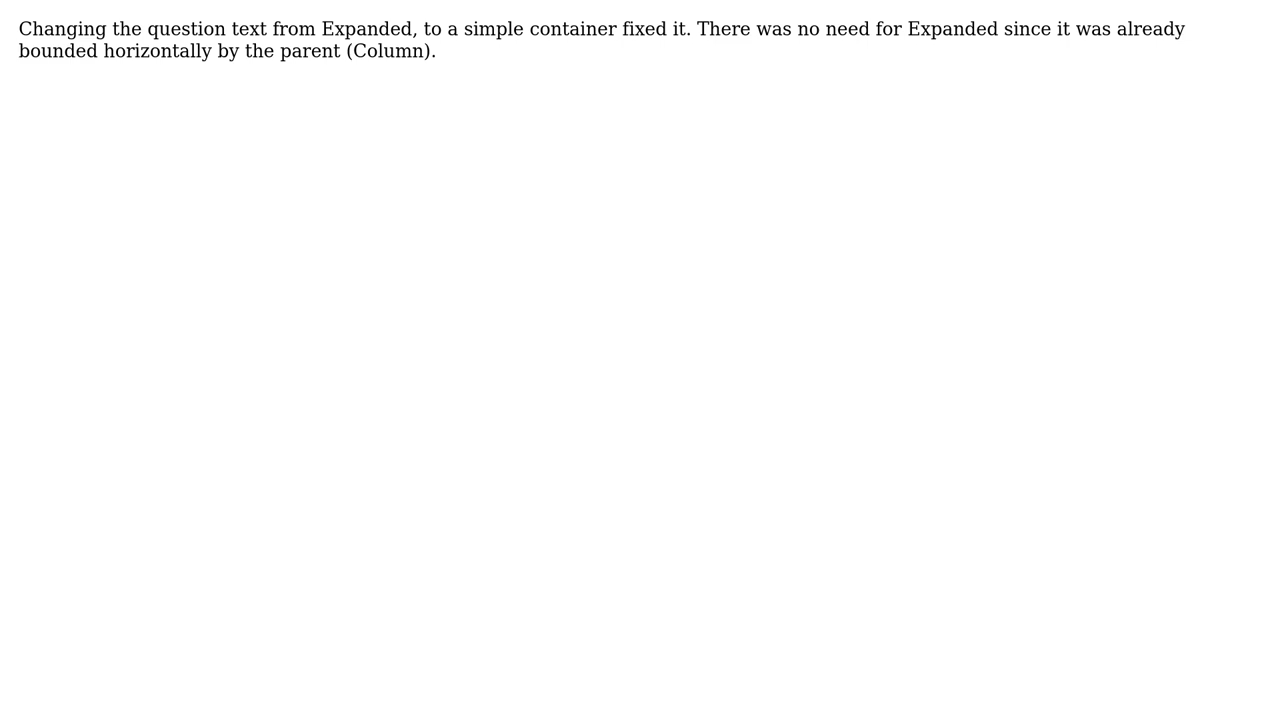 Changing the question text from Expanded, to a simple container fixed it. There was no need for Expanded since it was already
bounded horizontally by the parent (Column).